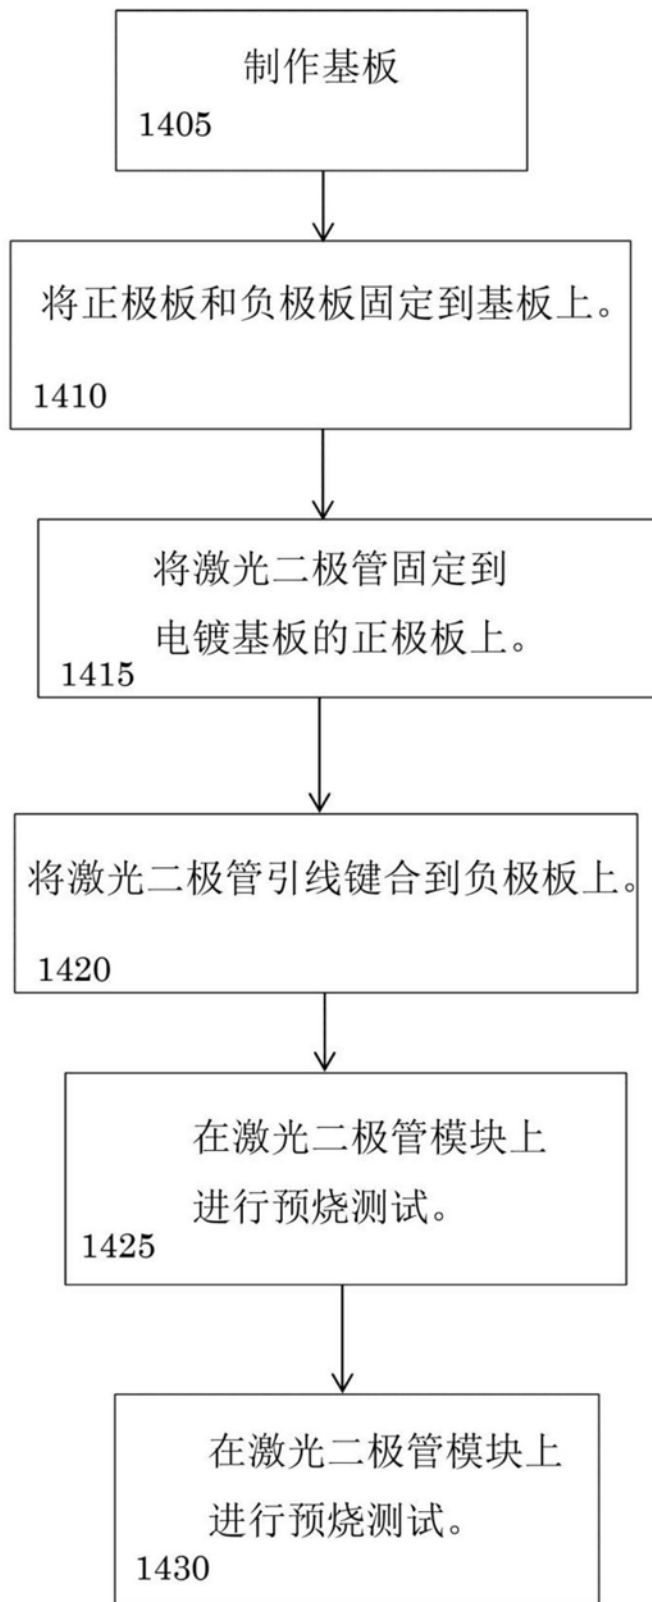 制作基板
1405
将正极板和负极板固定到基板上。
1410
将激光二极管固定到
电镀基板的正极板上。
1415
将激光二极管引线键合到负极板上。
1420
在激光二极管模块上
进行预烧测试。
1425
在激光二极管模块上
进行预烧测试。
1430